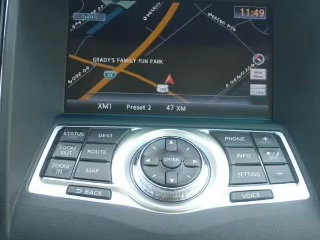 11:49
GRADY'S FAMILY FUN PARK
XM1 Preset 2 47 XM
STATUS DEST PHONE
ZOOM OUT ROUTE INFO
ZOOM IN MAP ENTER SETTING
BACK VOICE